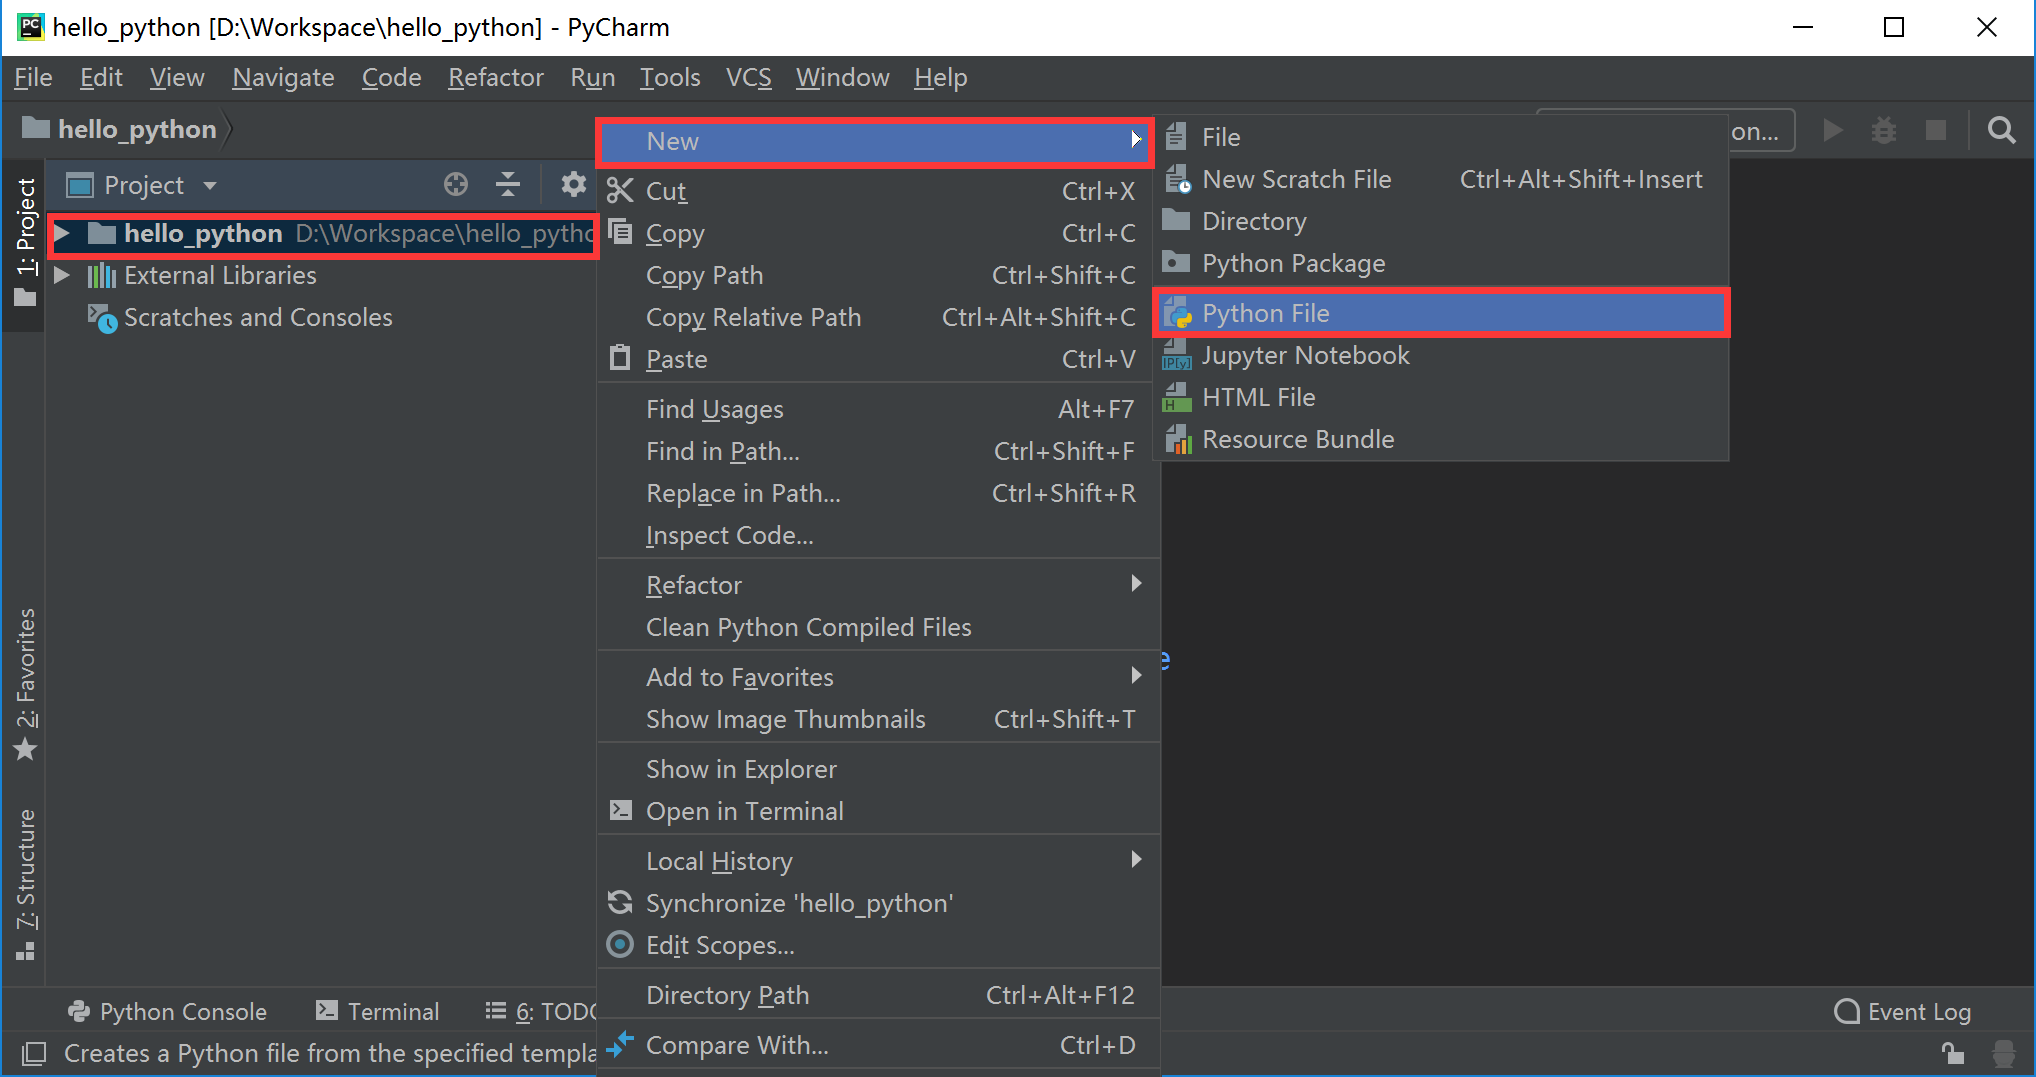 hello_python [D:\Workspace\hello_python] - PyCharm
File Edit View Navigate Code Refactor Run Tools VCS Window Help
hello_python
on...
Project
1: Project
hello_python D:\Workspace\hello_pytho
External Libraries
Scratches and Consoles
2: Favorites
7: Structure
New
Cut Ctrl+X
Copy Ctrl+C
Copy Path Ctrl+Shift+C
Copy Relative Path Ctrl+Alt+Shift+C
Paste Ctrl+V
Find Usages Alt+F7
Find in Path... Ctrl+Shift+F
Replace in Path... Ctrl+Shift+R
Inspect Code...
Refactor
Clean Python Compiled Files
Add to Favorites
Show Image Thumbnails Ctrl+Shift+T
Show in Explorer
Open in Terminal
Local History
Synchronize 'hello_python'
Edit Scopes...
Directory Path Ctrl+Alt+F12
Compare With... Ctrl+D
File
New Scratch File Ctrl+Alt+Shift+Insert
Directory
Python Package
Python File
Jupyter Notebook
HTML File
Resource Bundle
e
Python Console Terminal 6: TODO
Event Log
Creates a Python file from the specified templa